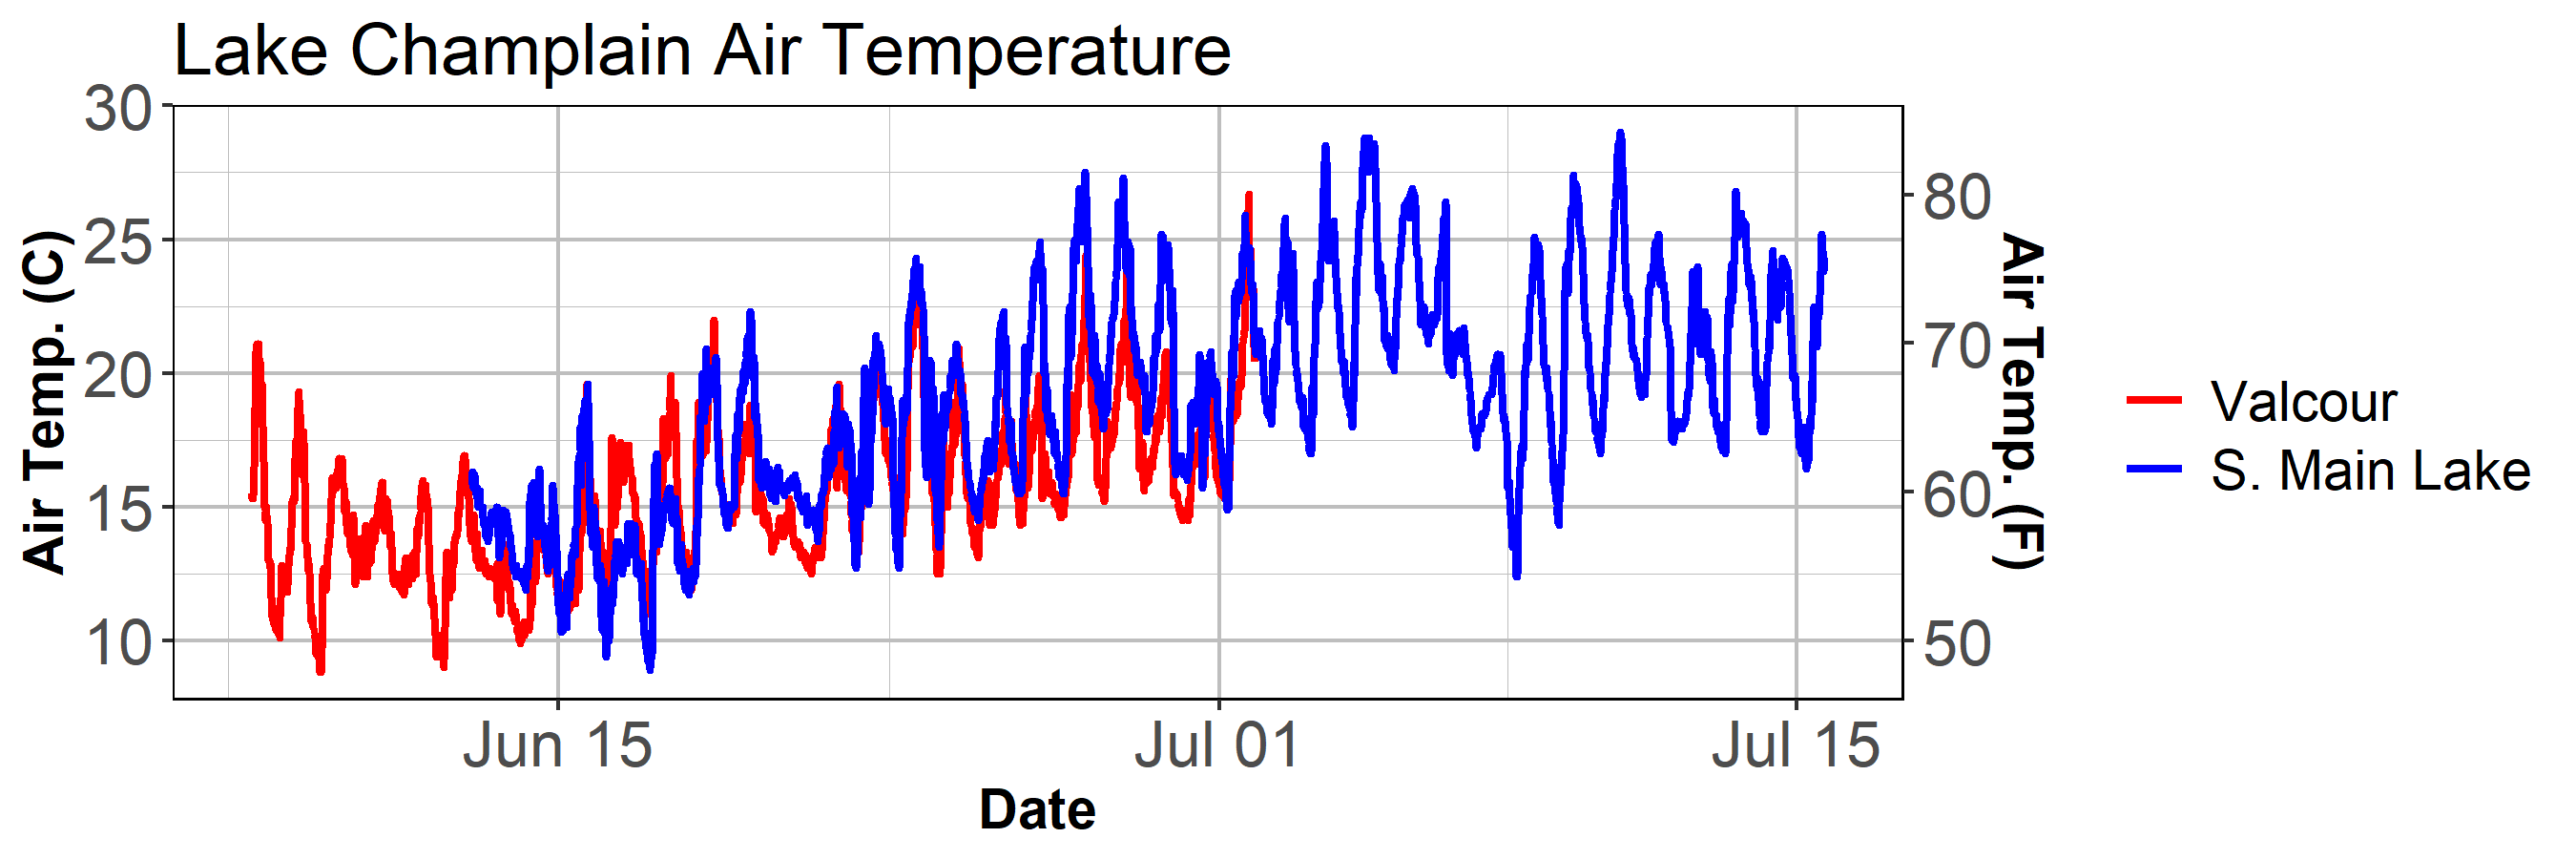 Lake Champlain Air Temperature
30
25
20
15
10
Air Temp. (C)
80
70
60
50
Air Temp. (F)
Jun 15
Jul 01
Jul 15
Date
Valcour
S. Main Lake